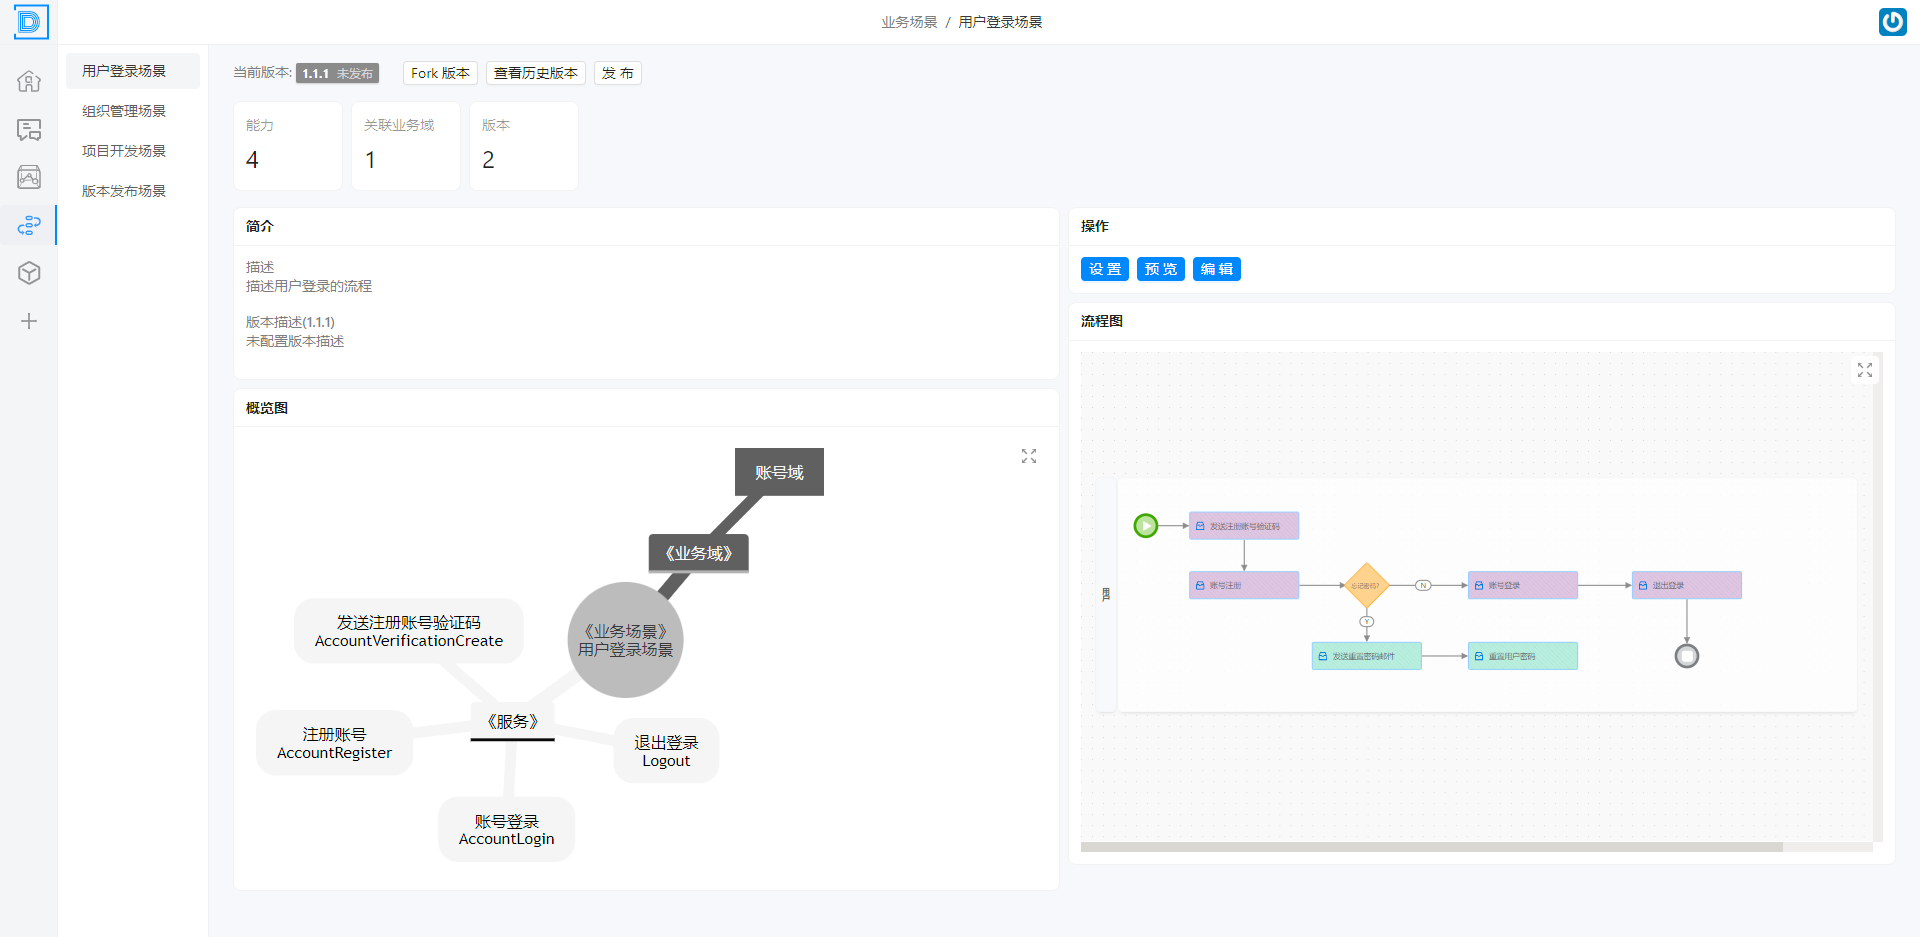 业务场景 / 用户登录场景
用户登录场景
组织管理场景
项目开发场景
版本发布场景
当前版本: 1.1.1 未发布 Fork 版本 查看历史版本 发 布
能力
4
关联业务域
1
版本
2
简介
描述
描述用户登录的流程
版本描述(1.1.1)
未配置版本描述
概览图
账号域
《业务域》
《业务场景》
用户登录场景
发送注册账号验证码
AccountVerificationCreate
《服务》
注册账号
AccountRegister
退出登录
Logout
账号登录
AccountLogin
操作
设 置 预 览 编 辑
流程图
用户
发送注册账号验证码
账号注册
忘记密码?
N
账号登录
退出登录
Y
发送重置密码邮件
重置用户密码